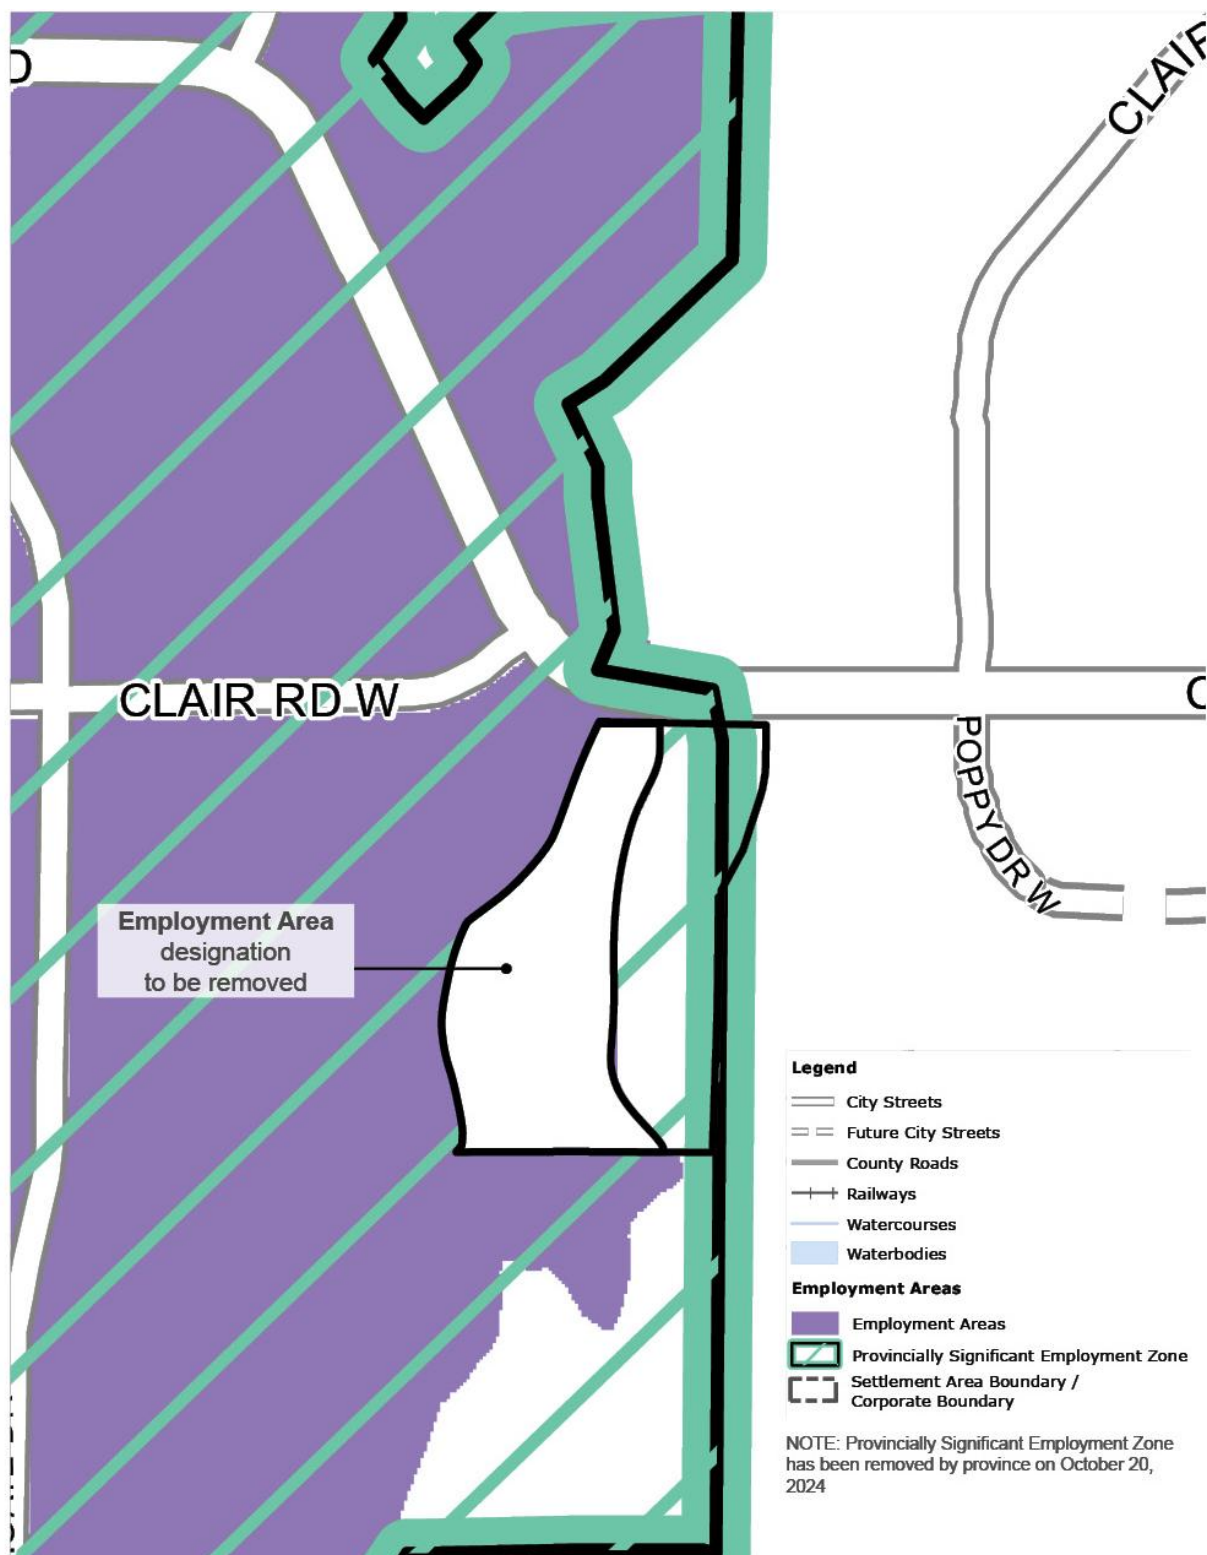 CLAIR
CLAIR RD W
POPPY DR W
Employment Area
designation
to be removed
Legend
City Streets
Future City Streets
County Roads
Railways
Watercourses
Waterbodies
Employment Areas
Employment Areas
Provincially Significant Employment Zone
Settlement Area Boundary /
Corporate Boundary
NOTE: Provincially Significant Employment Zone
has been removed by province on October 20,
2024